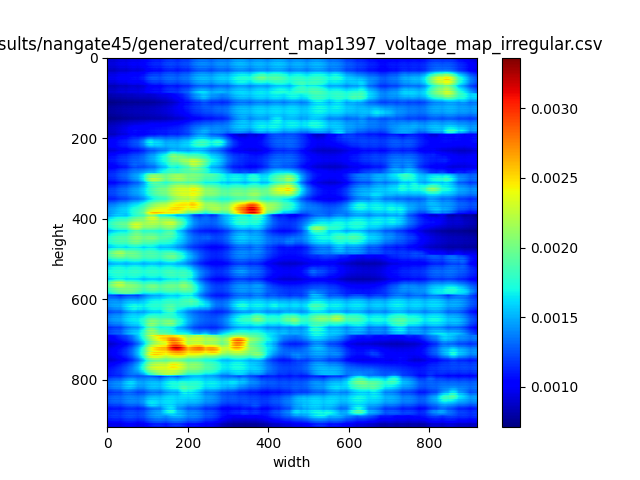 sults/nangate45/generated/current_map1397_voltage_map_irregular.csv
0
200
400
600
800
height
0 200 400 600 800
width
0.0030
0.0025
0.0020
0.0015
0.0010